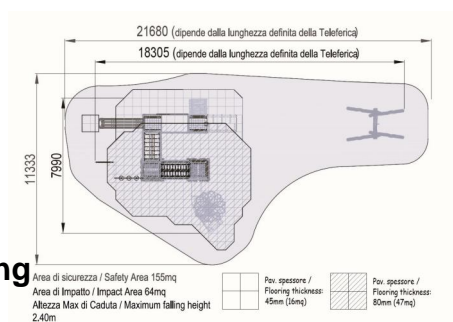 21680 (dipende dalla lunghezza definita della Teleferica)
18305 (dipende dalla lunghezza definita della Teleferica)
11333
7990
ng
Area di sicurezza / Safety Area 155mq
Area di Impatto / Impact Area 64mq
Altezza Max di Caduta / Maximum falling height
2.40m
Pav. spessore /
Flooring thickness:
45mm (16mq)
Pav. spessore /
Flooring thickness:
80mm (47mq)